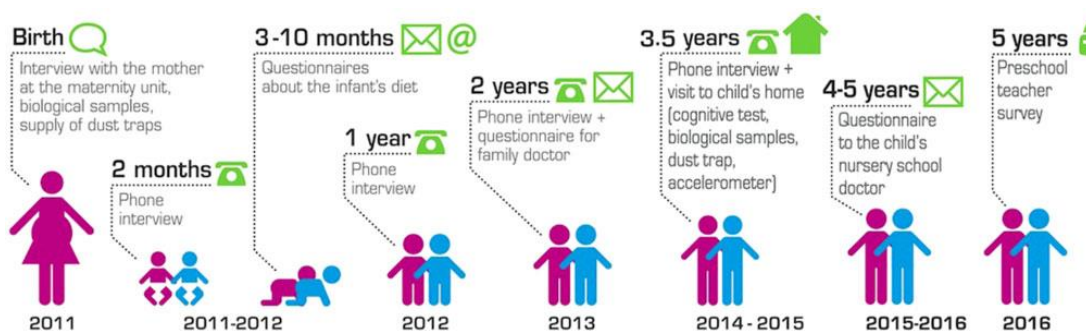 Birth
Interview with the mother
at the maternity unit,
biological samples,
supply of dust traps
2 months
Phone
interview
3-10 months @
Questionnaires
about the infant's diet
1 year
Phone
interview
2 years
Phone interview +
questionnaire for
family doctor
3.5 years
Phone interview +
visit to child's home
(cognitive test,
biological samples,
dust trap,
accelerometer)
4-5 years
Questionnaire
to the child's
nursery school
doctor
5 years
Preschool
teacher
survey
2011
2011-2012
2012
2013
2014 - 2015
2015-2016
2016